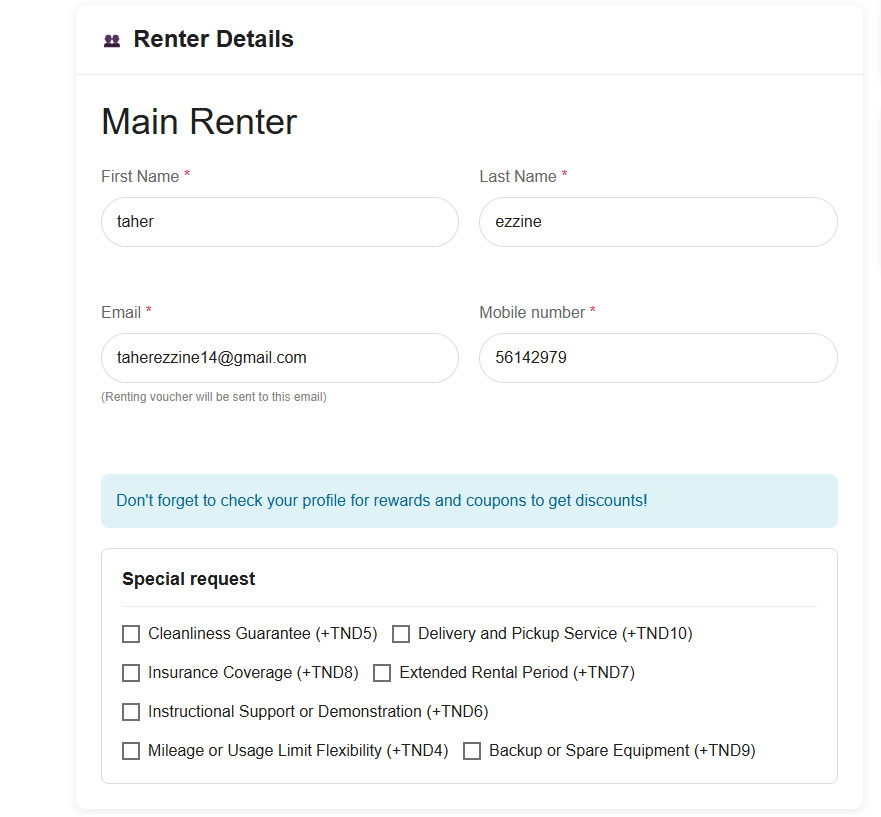 Renter Details
Main Renter
First Name * Last Name *
taher ezzine
Email * Mobile number *
taherezzine14@gmail.com 56142979
(Renting voucher will be sent to this email)
Don't forget to check your profile for rewards and coupons to get discounts!
Special request
Cleanliness Guarantee (+TND5) Delivery and Pickup Service (+TND10)
Insurance Coverage (+TND8) Extended Rental Period (+TND7)
Instructional Support or Demonstration (+TND6)
Mileage or Usage Limit Flexibility (+TND4) Backup or Spare Equipment (+TND9)